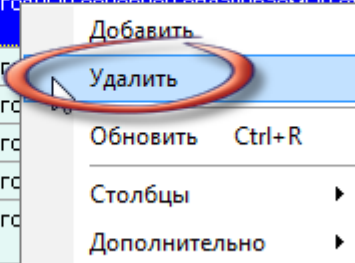 Добавить
Удалить
Обновить Ctrl+R
Столбцы
Дополнительно